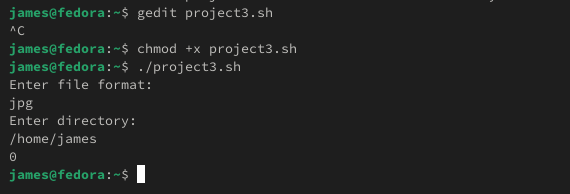 james@fedora:~$ gedit project3.sh
^C
james@fedora:~$ chmod +x project3.sh
james@fedora:~$ ./project3.sh
Enter file format:
jpg
Enter directory:
/home/james
0
james@fedora:~$